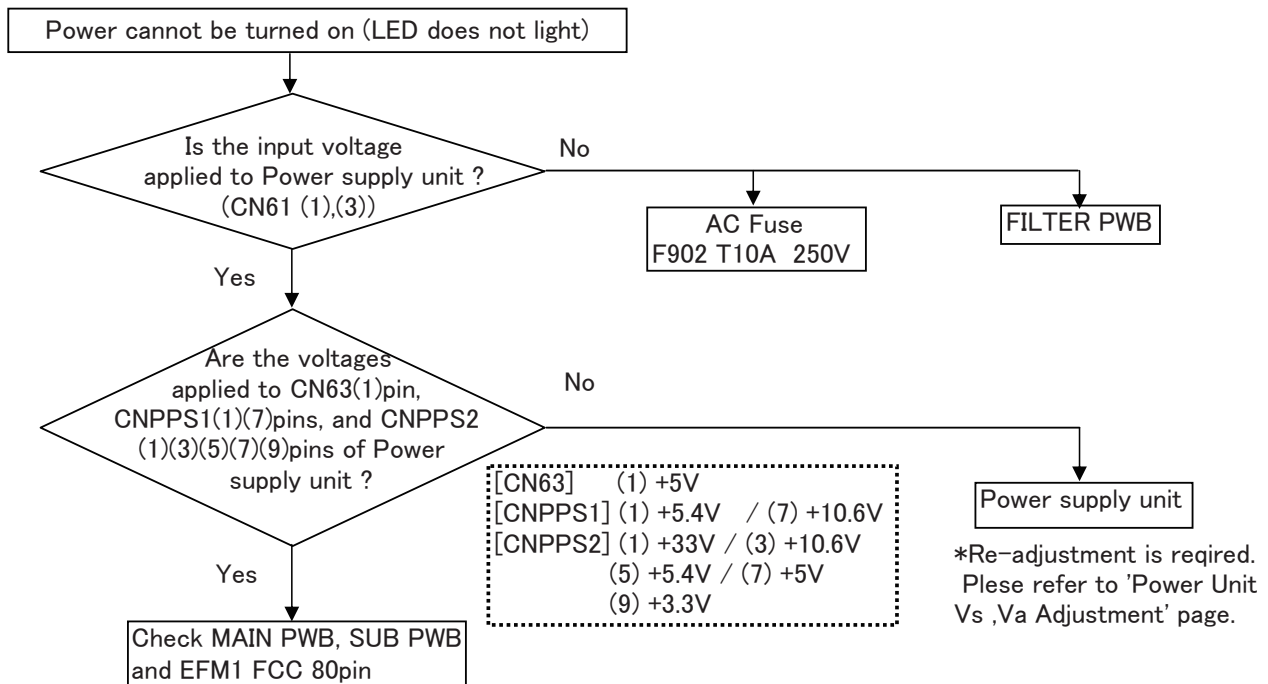 Power cannot be turned on (LED does not light)
Is the input voltage
applied to Power supply unit ?
(CN61 (1),(3))
No
AC Fuse
F902 T10A 250V
FILTER PWB
Yes
Are the voltages
applied to CN63(1)pin,
CNPPS1(1)(7)pins, and CNPPS2
(1)(3)(5)(7)(9)pins of Power
supply unit ?
No
[CN63] (1) +5V
[CNPPS1] (1) +5.4V / (7) +10.6V
[CNPPS2] (1) +33V / (3) +10.6V
(5) +5.4V / (7) +5V
(9) +3.3V
Power supply unit
*Re-adjustment is reqired.
Plese refer to 'Power Unit
Vs ,Va Adjustment' page.
Yes
Check MAIN PWB, SUB PWB
and EFM1 FCC 80pin